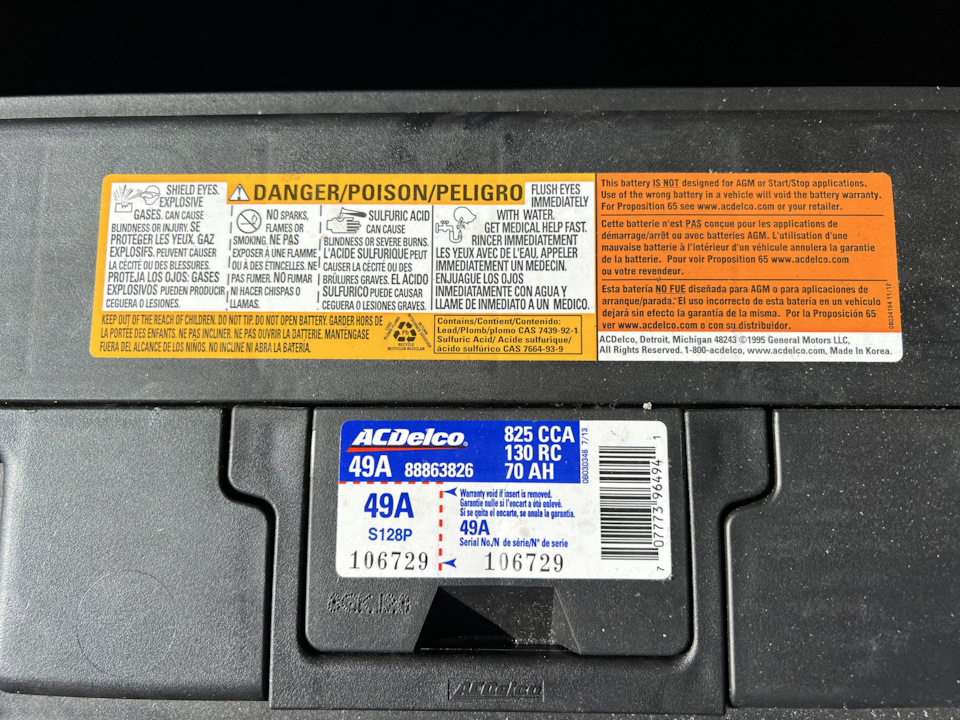 SHIELD EYES.
EXPLOSIVE
GASES. CAN CAUSE
BLINDNESS OR INJURY. SE
PROTEGER LES YEUX. GAZ
EXPLOSIFS. PEUVENT CAUSER
LA CÉCITÉ OU DES BLESSURES.
PROTEJA LOS OJOS: GASES
EXPLOSIVOS PUEDEN PRODUCIR
CEGUERA O LESIONES.
DANGER/POISON/PELIGRO
NO SPARKS,
FLAMES OR
SMOKING. NE PAS
EXPOSER À UNE FLAMME
OU À DES ÉTINCELLES. NE
PAS FUMER. NO FUMAR
NI HACER CHISPAS O
LLAMAS.
SULFURIC ACID
CAN CAUSE
BLINDNESS OR SEVERE BURNS.
L'ACIDE SULFURIQUE PEUT
CAUSER LA CÉCITÉ OU DES
BRÛLURES GRAVES. EL ACIDO
SULFURICO PUEDE CAUSAR
CEGUERA O LESIONES GRAVES.
FLUSH EYES
IMMEDIATELY
WITH WATER.
GET MEDICAL HELP FAST.
RINCER IMMEDIATEMENT
LES YEUX AVEC DE L'EAU, APPELER
IMMEDIATEMENT UN MEDECIN.
ENJUAGUE LOS OJOS
INMEDIATAMENTE CON AGUA Y
LLAME DE INMEDIATO A UN MEDICO.
KEEP OUT OF THE REACH OF CHILDREN. DO NOT TIP. DO NOT OPEN BATTERY. GARDER HORS DE
LA PORTÉE DES ENFANTS. NE PAS INCLINER. NE PAS OUVRIR LA BATTERIE. MANTENGASE
FUERA DEL ALCANCE DE LOS NINOS. NO INCLINE NI ABRA LA BATERIA.
Pb
RECYCLE
RECYCLER RECICLAR
Contains/Contient/Contenido:
Lead/Plomb/plomo CAS 7439-92-1
Sulfuric Acid/ Acide sulfurique/
ácido sulfúrico CAS 7664-93-9
This battery IS NOT designed for AGM or Start/Stop applications.
Use of the wrong battery in a vehicle will void the battery warranty.
For Proposition 65 see www.acdelco.com or your retailer.
Cette batterie n'est PAS conçue pour les applications de
démarrage/arrêt ou avec batteries AGM. L'utilisation d'une
mauvaise batterie à l'intérieur d'un véhicule annulera la garantie
de la batterie. Pour voir Proposition 65 www.acdelco.com
ou votre revendeur.
Esta batería NO FUE diseñada para AGM o para aplicaciones de
arranque/parada. El uso incorrecto de esta batería en un vehículo
dejará sin efecto la garantía de la misma. Por la Proposición 65
ver www.acdelco.com o con su distribuidor.
08034154 11/12
ACDelco, Detroit, Michigan 48243 ©1995 General Motors LLC,
All Rights Reserved. 1-800-acdelco, www.acdelco.com, Made In Korea.
ACDelco
49A 88863826
825 CCA
130 RC
70 AH
08030346 7/13
49A
S128P
106729
Warranty void if insert is removed.
Garantie nulle si l'encart a été enlevé.
Si se quita el encarte, se anula la garantía.
49A
Serial No./N de série/N° de serie
106729
7 07773 96494 1
ACDelco